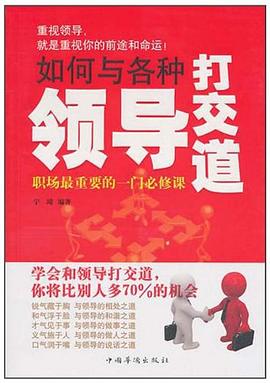 重视领导，
就是重视你的前途和命运！
如何与各种
领导打交道
职场最重要的一门必修课
宁 编著
学会和领导打交道，
你将比别人多70%的机会
锐气藏于胸 与领导的相处之道
和气浮于脸 与领导的和谐之道
才气见于事 与领导的做事之道
义气施于人 与领导的做人之道
口气润于嘴 与领导的说话之道
中国华侨出版社